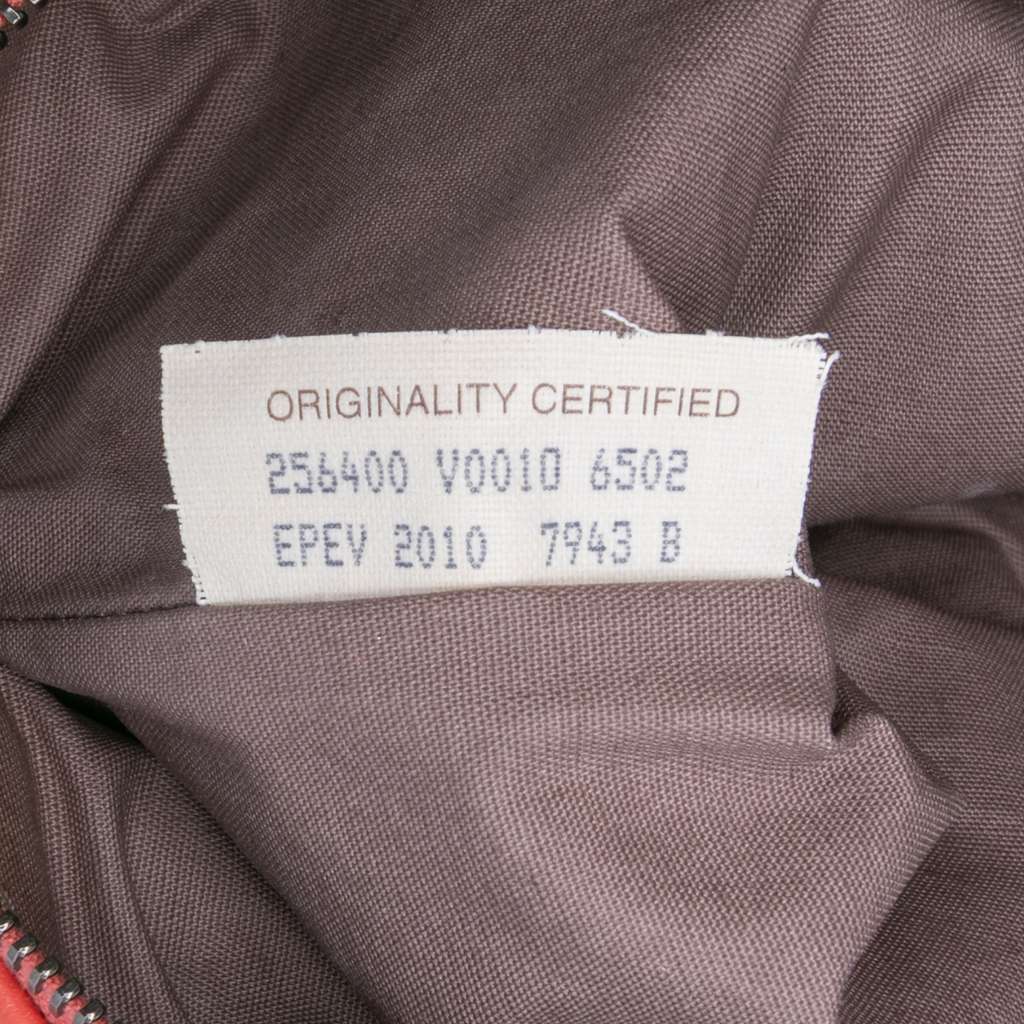 ORIGINALITY CERTIFIED
256400 V0010 6502
EPEV 2010 7943 B